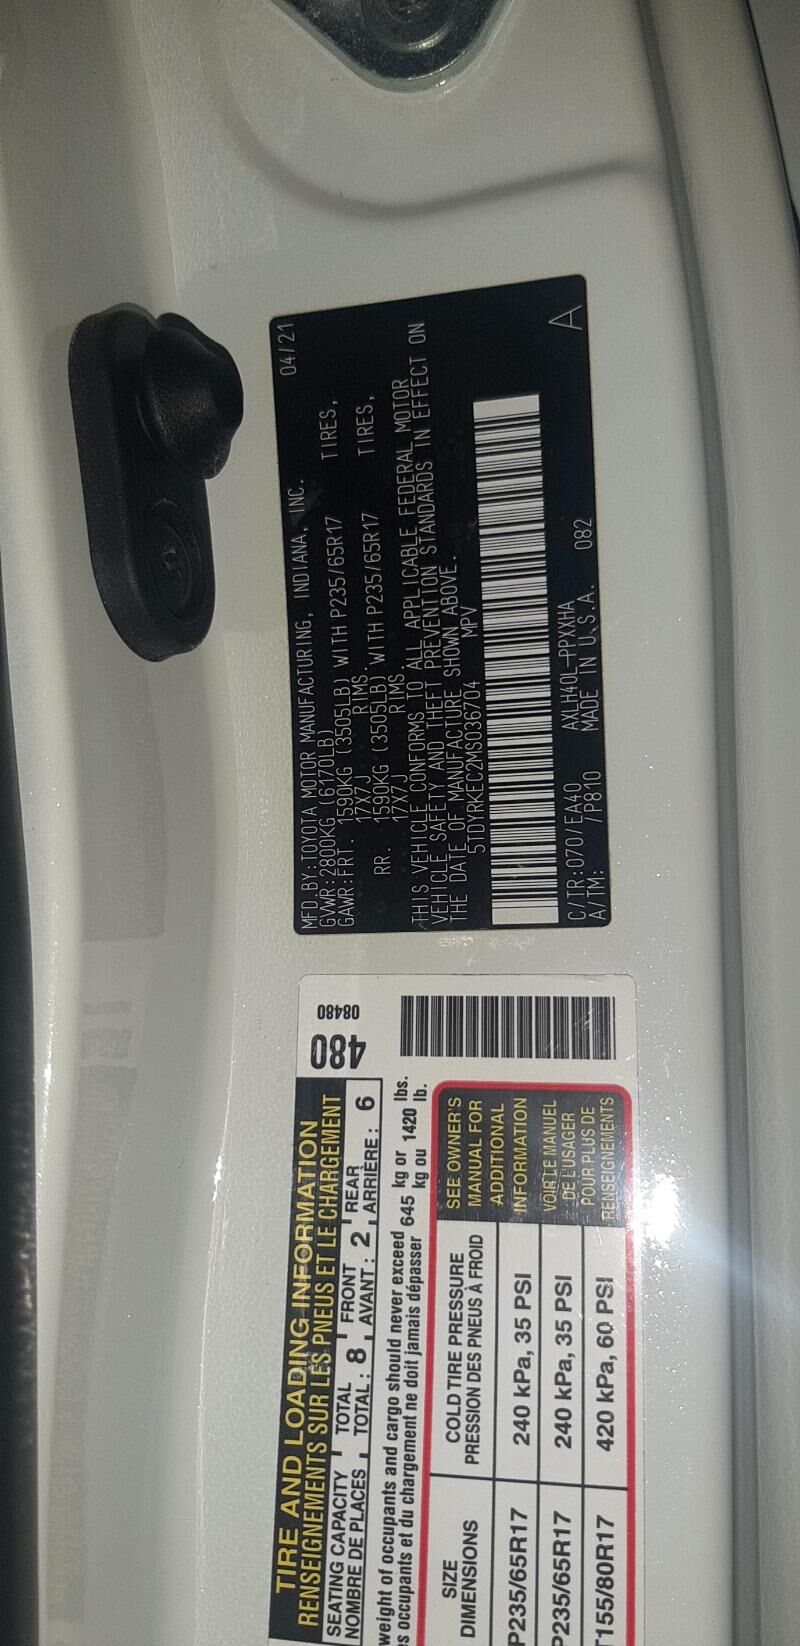 MFD.BY:TOYOTA MOTOR MANUFACTURING, INDIANA, INC. 04/21
GVWR:2800KG (6170LB)
GAWR:FRT. 1590KG (3505LB) WITH P235/65R17 TIRES,
17X7J RIMS.
RR. 1590KG (3505LB) WITH P235/65R17 TIRES,
17X7J RIMS.
THIS VEHICLE CONFORMS TO ALL APPLICABLE FEDERAL MOTOR
VEHICLE SAFETY AND THEFT PREVENTION STANDARDS IN EFFECT ON
THE DATE OF MANUFACTURE SHOWN ABOVE.
5TDYRKEC2MS036704 MPV
C/TR:070/EA40 AXLH40L-PPXXHA
A/TM: /P810 MADE IN U.S.A. 082 A
TIRE AND LOADING INFORMATION
RENSEIGNEMENTS SUR LES PNEUS ET LE CHARGEMENT
480
08480
SEATING CAPACITY TOTAL FRONT REAR
NOMBRE DE PLACES TOTAL: 8 AVANT: 2 ARRIÈRE: 6
weight of occupants and cargo should never exceed 645 kg or 1420 lbs.
occupants et du chargement ne doit jamais dépasser kg ou lb.
SIZE COLD TIRE PRESSURE
DIMENSIONS PRESSION DES PNEUS À FROID
P235/65R17 240 kPa, 35 PSI
P235/65R17 240 kPa, 35 PSI
T155/80R17 420 kPa, 60 PSI
SEE OWNER'S
MANUAL FOR
ADDITIONAL
INFORMATION
VOIR LE MANUEL
DE L'USAGER
POUR PLUS DE
RENSEIGNEMENTS